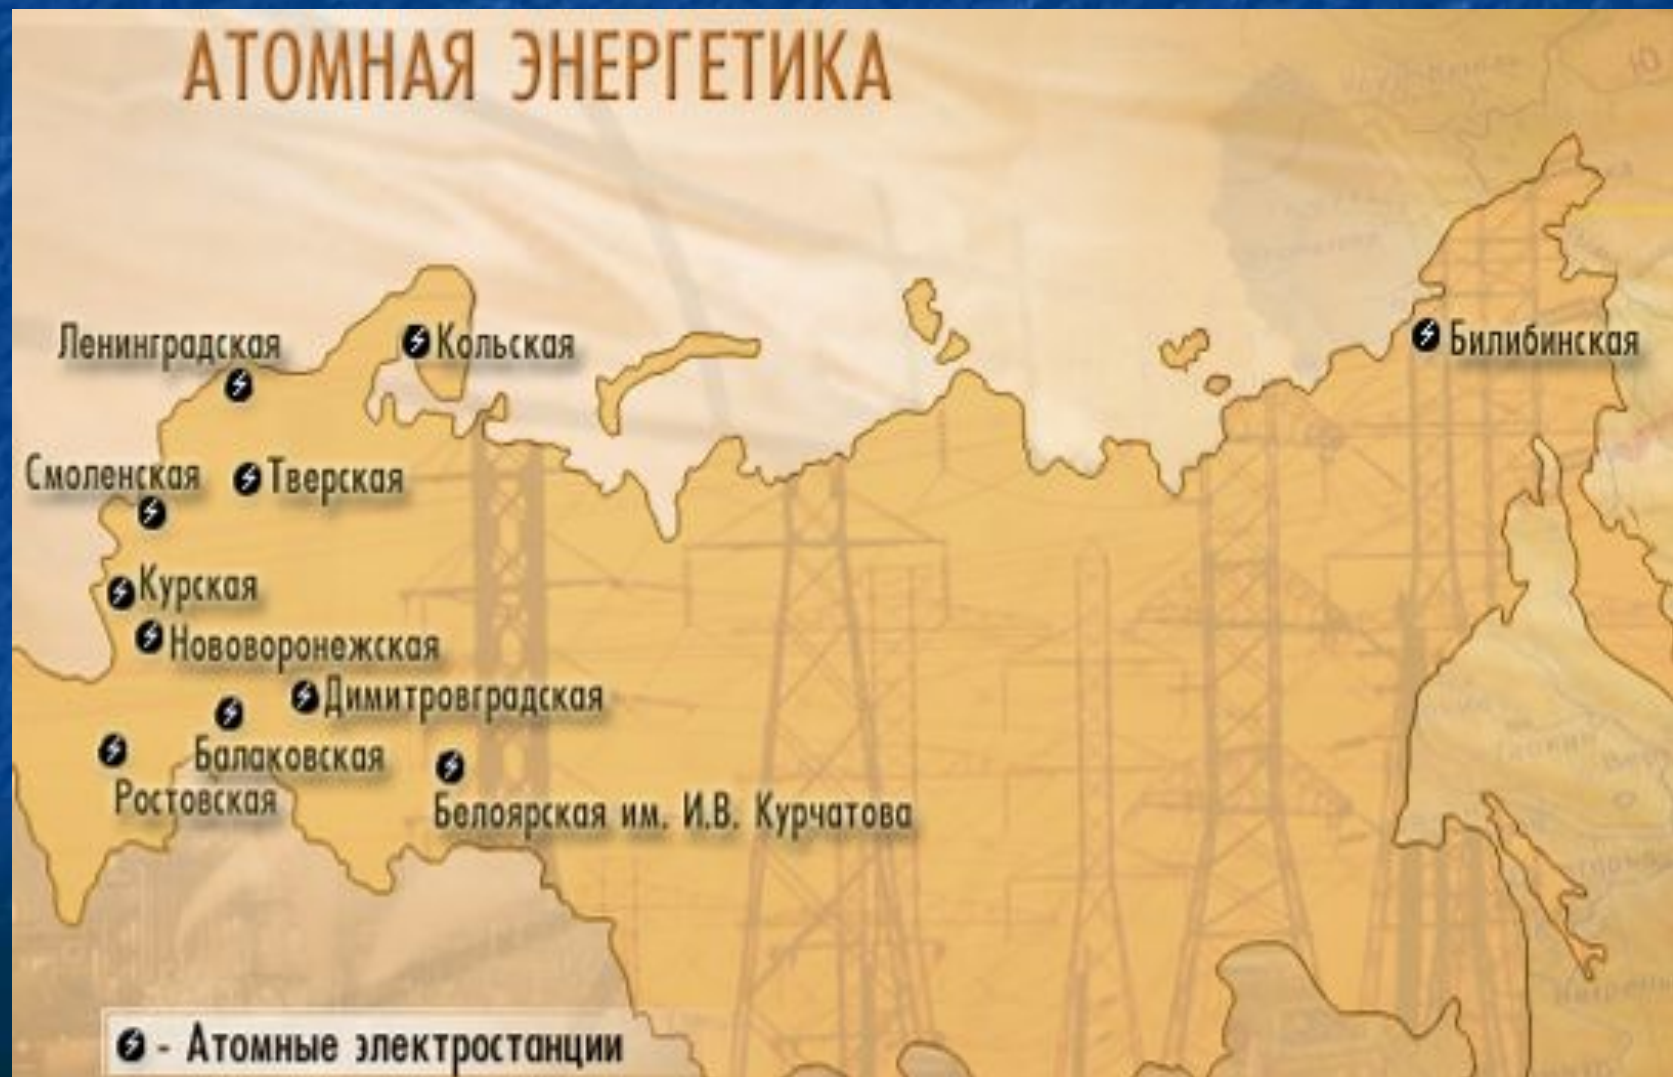 АТОМНАЯ ЭНЕРГЕТИКА
Ленинградская
Кольская
Билибинская
Смоленская
Тверская
Курская
Нововоронежская
Димитровградская
Балаковская
Ростовская
Белоярская им. И.В. Курчатова
- Атомные электростанции